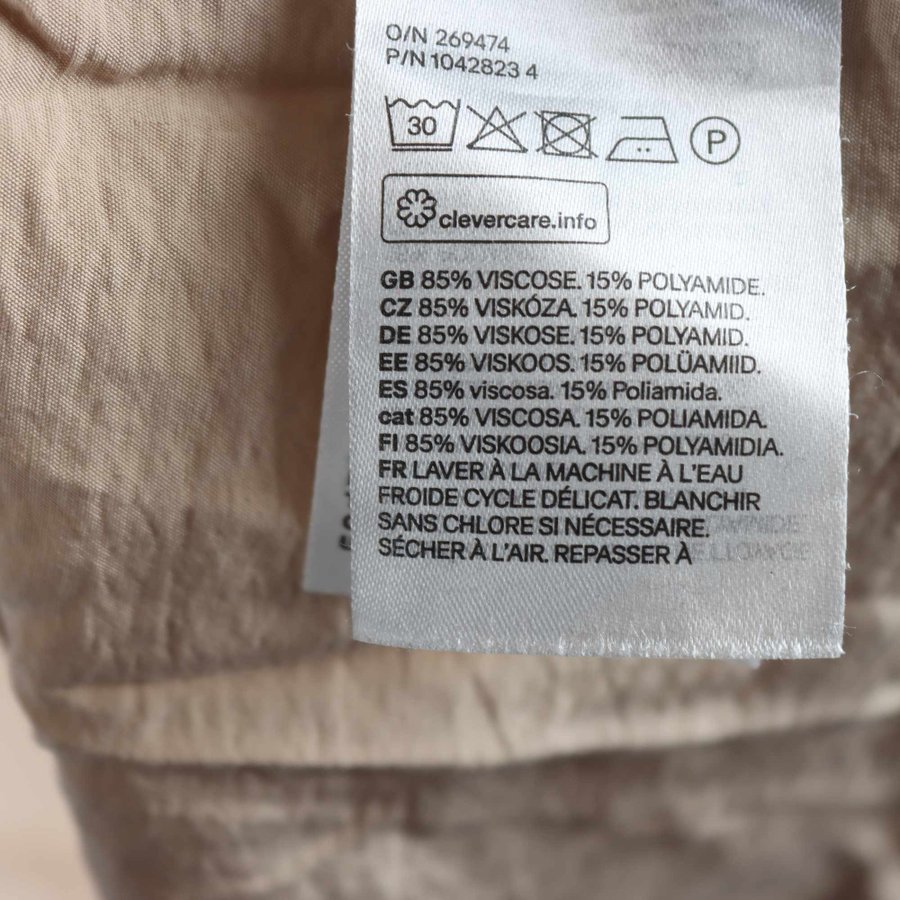 O/N 269474
P/N 1042823 4
30 P
clevercare.info
GB 85% VISCOSE. 15% POLYAMIDE.
CZ 85% VISKÓZA. 15% POLYAMID.
DE 85% VISKOSE. 15% POLYAMID.
EE 85% VISKOOS. 15% POLÜAMIID.
ES 85% viscosa. 15% Poliamida.
cat 85% VISCOSA. 15% POLIAMIDA.
FI 85% VISKOOSIA. 15% POLYAMIDIA.
FR LAVER À LA MACHINE À L'EAU
FROIDE CYCLE DÉLICAT. BLANCHIR
SANS CHLORE SI NÉCESSAIRE.
SÉCHER À L'AIR. REPASSER À